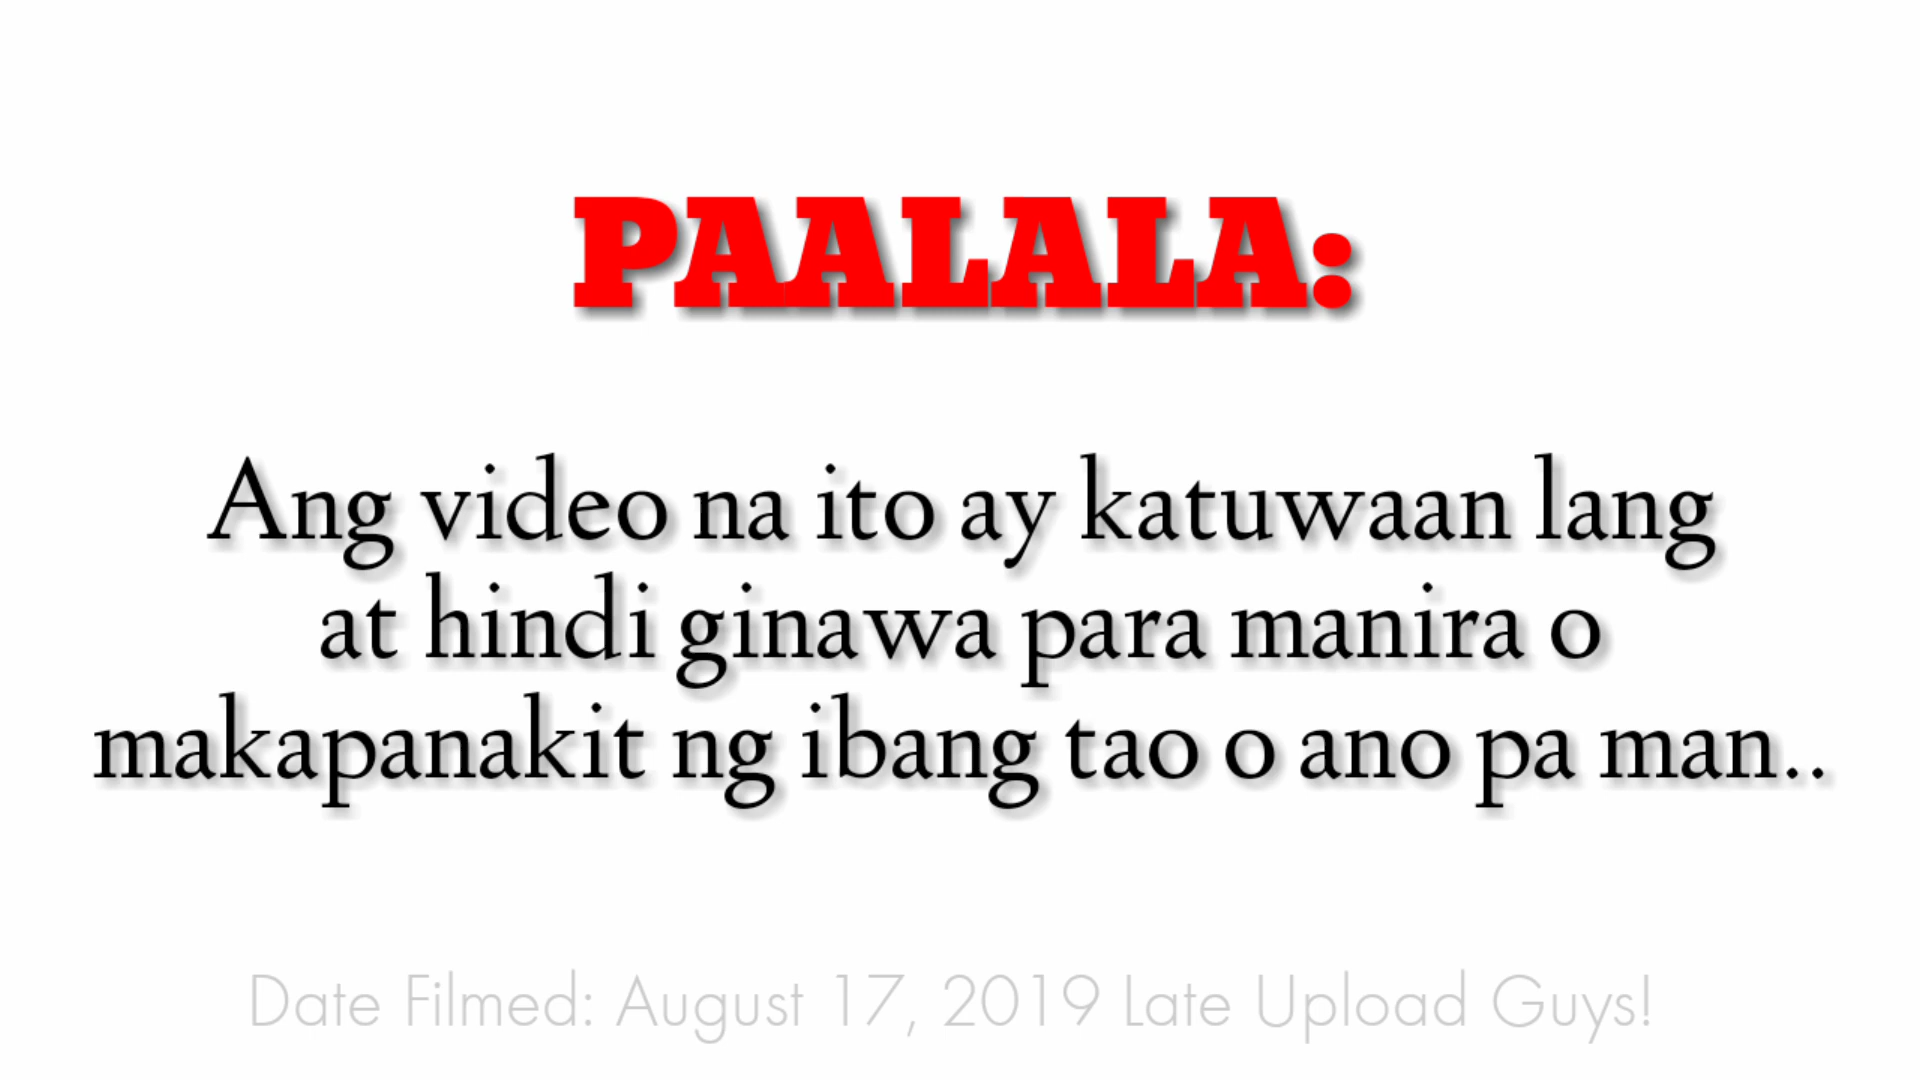 PAALALA:
Ang video na ito ay katuwaan lang
at hindi ginawa para manira o
makapanakit ng ibang tao o ano pa man..
Date Filmed: August 17, 2019 Late Upload Guys!